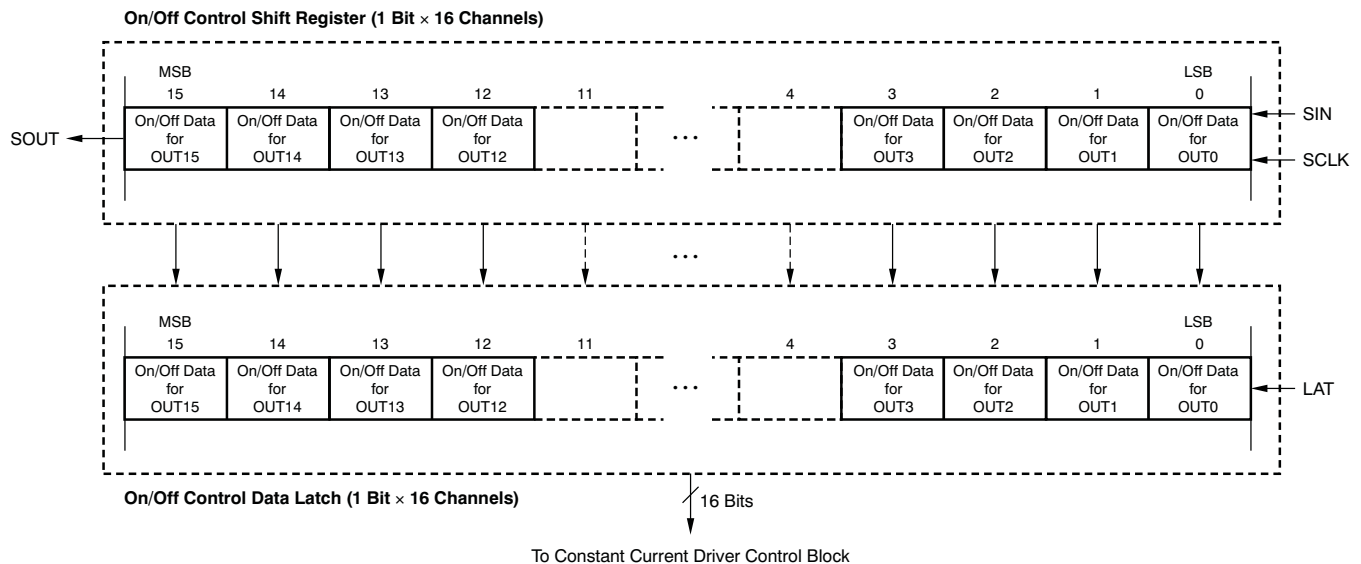 On/Off Control Shift Register (1 Bit × 16 Channels)
MSB LSB
15 14 13 12 11 4 3 2 1 0
SOUT
On/Off Data for OUT15
On/Off Data for OUT14
On/Off Data for OUT13
On/Off Data for OUT12
...
On/Off Data for OUT3
On/Off Data for OUT2
On/Off Data for OUT1
On/Off Data for OUT0
SIN
SCLK
...
MSB LSB
15 14 13 12 11 4 3 2 1 0
On/Off Data for OUT15
On/Off Data for OUT14
On/Off Data for OUT13
On/Off Data for OUT12
...
On/Off Data for OUT3
On/Off Data for OUT2
On/Off Data for OUT1
On/Off Data for OUT0
LAT
On/Off Control Data Latch (1 Bit × 16 Channels)
16 Bits
To Constant Current Driver Control Block